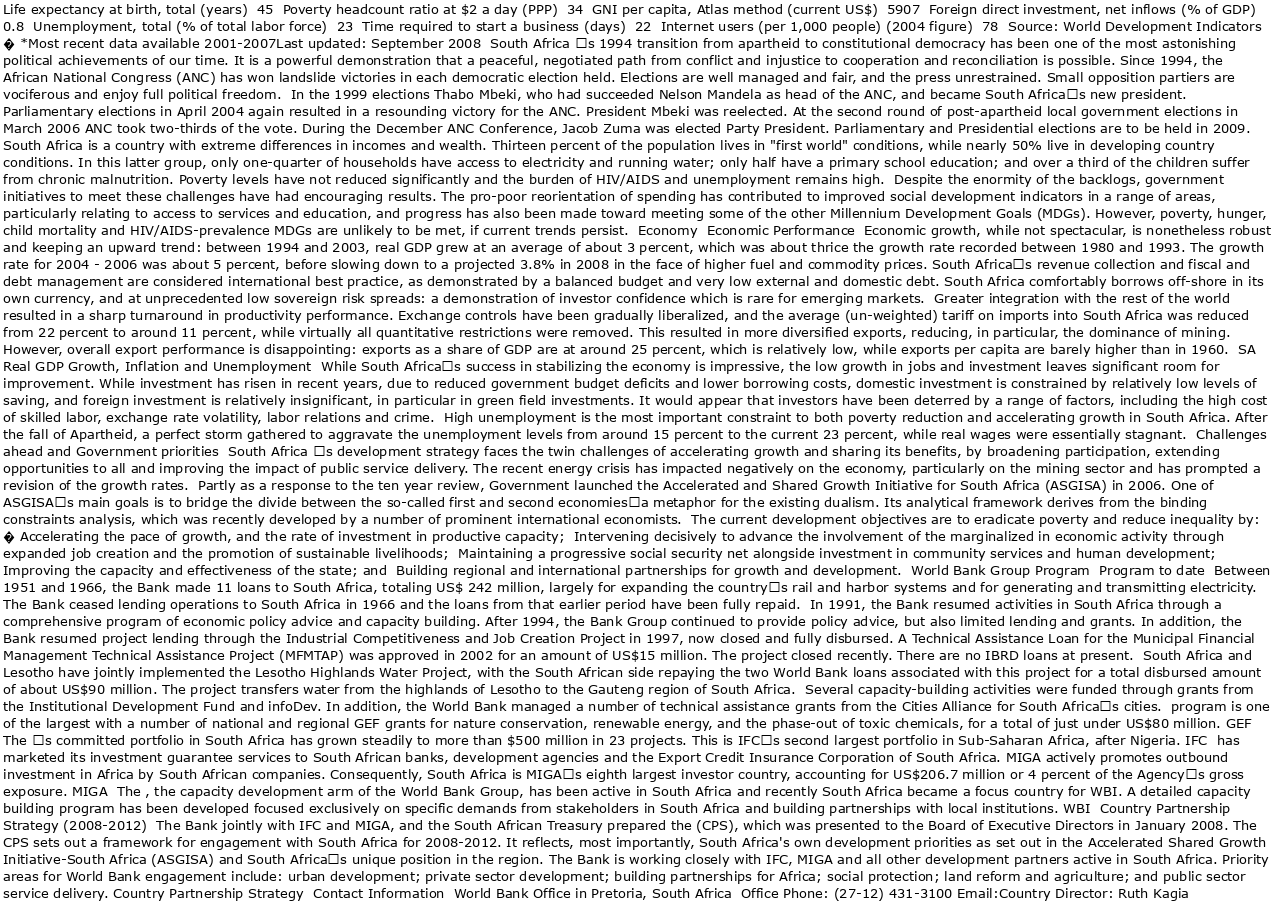 Life expectancy at birth, total (years)  45  Poverty headcount ratio at $2 a day (PPP)  34  GNI per capita, Atlas method (current US$)  5907  Foreign direct investment, net inflows (% of GDP)
0.8  Unemployment, total (% of total labor force)  23  Time required to start a business (days)  22  Internet users (per 1,000 people) (2004 figure)  78  Source: World Development Indicators
� *Most recent data available 2001-2007Last updated: September 2008  South Africa □s 1994 transition from apartheid to constitutional democracy has been one of the most astonishing
political achievements of our time. It is a powerful demonstration that a peaceful, negotiated path from conflict and injustice to cooperation and reconciliation is possible. Since 1994, the
African National Congress (ANC) has won landslide victories in each democratic election held. Elections are well managed and fair, and the press unrestrained. Small opposition partiers are
vociferous and enjoy full political freedom.  In the 1999 elections Thabo Mbeki, who had succeeded Nelson Mandela as head of the ANC, and became South Africa□s new president.
Parliamentary elections in April 2004 again resulted in a resounding victory for the ANC. President Mbeki was reelected. At the second round of post-apartheid local government elections in
March 2006 ANC took two-thirds of the vote. During the December ANC Conference, Jacob Zuma was elected Party President. Parliamentary and Presidential elections are to be held in 2009.
South Africa is a country with extreme differences in incomes and wealth. Thirteen percent of the population lives in "first world" conditions, while nearly 50% live in developing country
conditions. In this latter group, only one-quarter of households have access to electricity and running water; only half have a primary school education; and over a third of the children suffer
from chronic malnutrition. Poverty levels have not reduced significantly and the burden of HIV/AIDS and unemployment remains high.  Despite the enormity of the backlogs, government
initiatives to meet these challenges have had encouraging results. The pro-poor reorientation of spending has contributed to improved social development indicators in a range of areas,
particularly relating to access to services and education, and progress has also been made toward meeting some of the other Millennium Development Goals (MDGs). However, poverty, hunger,
child mortality and HIV/AIDS-prevalence MDGs are unlikely to be met, if current trends persist.  Economy  Economic Performance  Economic growth, while not spectacular, is nonetheless robust
and keeping an upward trend: between 1994 and 2003, real GDP grew at an average of about 3 percent, which was about thrice the growth rate recorded between 1980 and 1993. The growth
rate for 2004 - 2006 was about 5 percent, before slowing down to a projected 3.8% in 2008 in the face of higher fuel and commodity prices. South Africa□s revenue collection and fiscal and
debt management are considered international best practice, as demonstrated by a balanced budget and very low external and domestic debt. South Africa comfortably borrows off-shore in its
own currency, and at unprecedented low sovereign risk spreads: a demonstration of investor confidence which is rare for emerging markets.  Greater integration with the rest of the world
resulted in a sharp turnaround in productivity performance. Exchange controls have been gradually liberalized, and the average (un-weighted) tariff on imports into South Africa was reduced
from 22 percent to around 11 percent, while virtually all quantitative restrictions were removed. This resulted in more diversified exports, reducing, in particular, the dominance of mining.
However, overall export performance is disappointing: exports as a share of GDP are at around 25 percent, which is relatively low, while exports per capita are barely higher than in 1960.  SA
Real GDP Growth, Inflation and Unemployment  While South Africa□s success in stabilizing the economy is impressive, the low growth in jobs and investment leaves significant room for
improvement. While investment has risen in recent years, due to reduced government budget deficits and lower borrowing costs, domestic investment is constrained by relatively low levels of
saving, and foreign investment is relatively insignificant, in particular in green field investments. It would appear that investors have been deterred by a range of factors, including the high cost
of skilled labor, exchange rate volatility, labor relations and crime.  High unemployment is the most important constraint to both poverty reduction and accelerating growth in South Africa. After
the fall of Apartheid, a perfect storm gathered to aggravate the unemployment levels from around 15 percent to the current 23 percent, while real wages were essentially stagnant.  Challenges
ahead and Government priorities  South Africa □s development strategy faces the twin challenges of accelerating growth and sharing its benefits, by broadening participation, extending
opportunities to all and improving the impact of public service delivery. The recent energy crisis has impacted negatively on the economy, particularly on the mining sector and has prompted a
revision of the growth rates.  Partly as a response to the ten year review, Government launched the Accelerated and Shared Growth Initiative for South Africa (ASGISA) in 2006. One of
ASGISA□s main goals is to bridge the divide between the so-called first and second economies□a metaphor for the existing dualism. Its analytical framework derives from the binding
constraints analysis, which was recently developed by a number of prominent international economists.  The current development objectives are to eradicate poverty and reduce inequality by:
� Accelerating the pace of growth, and the rate of investment in productive capacity;  Intervening decisively to advance the involvement of the marginalized in economic activity through
expanded job creation and the promotion of sustainable livelihoods;  Maintaining a progressive social security net alongside investment in community services and human development;
Improving the capacity and effectiveness of the state; and  Building regional and international partnerships for growth and development.  World Bank Group Program  Program to date  Between
1951 and 1966, the Bank made 11 loans to South Africa, totaling US$ 242 million, largely for expanding the country□s rail and harbor systems and for generating and transmitting electricity.
The Bank ceased lending operations to South Africa in 1966 and the loans from that earlier period have been fully repaid.  In 1991, the Bank resumed activities in South Africa through a
comprehensive program of economic policy advice and capacity building. After 1994, the Bank Group continued to provide policy advice, but also limited lending and grants. In addition, the
Bank resumed project lending through the Industrial Competitiveness and Job Creation Project in 1997, now closed and fully disbursed. A Technical Assistance Loan for the Municipal Financial
Management Technical Assistance Project (MFMTAP) was approved in 2002 for an amount of US$15 million. The project closed recently. There are no IBRD loans at present.  South Africa and
Lesotho have jointly implemented the Lesotho Highlands Water Project, with the South African side repaying the two World Bank loans associated with this project for a total disbursed amount
of about US$90 million. The project transfers water from the highlands of Lesotho to the Gauteng region of South Africa.  Several capacity-building activities were funded through grants from
the Institutional Development Fund and infoDev. In addition, the World Bank managed a number of technical assistance grants from the Cities Alliance for South Africa□s cities.  program is one
of the largest with a number of national and regional GEF grants for nature conservation, renewable energy, and the phase-out of toxic chemicals, for a total of just under US$80 million. GEF
The □s committed portfolio in South Africa has grown steadily to more than $500 million in 23 projects. This is IFC□s second largest portfolio in Sub-Saharan Africa, after Nigeria. IFC  has
marketed its investment guarantee services to South African banks, development agencies and the Export Credit Insurance Corporation of South Africa. MIGA actively promotes outbound
investment in Africa by South African companies. Consequently, South Africa is MIGA□s eighth largest investor country, accounting for US$206.7 million or 4 percent of the Agency□s gross
exposure. MIGA  The , the capacity development arm of the World Bank Group, has been active in South Africa and recently South Africa became a focus country for WBI. A detailed capacity
building program has been developed focused exclusively on specific demands from stakeholders in South Africa and building partnerships with local institutions. WBI  Country Partnership
Strategy (2008-2012)  The Bank jointly with IFC and MIGA, and the South African Treasury prepared the (CPS), which was presented to the Board of Executive Directors in January 2008. The
CPS sets out a framework for engagement with South Africa for 2008-2012. It reflects, most importantly, South Africa's own development priorities as set out in the Accelerated Shared Growth
Initiative-South Africa (ASGISA) and South Africa□s unique position in the region. The Bank is working closely with IFC, MIGA and all other development partners active in South Africa. Priority
areas for World Bank engagement include: urban development; private sector development; building partnerships for Africa; social protection; land reform and agriculture; and public sector
service delivery. Country Partnership Strategy  Contact Information  World Bank Office in Pretoria, South Africa  Office Phone: (27-12) 431-3100 Email:Country Director: Ruth Kagia